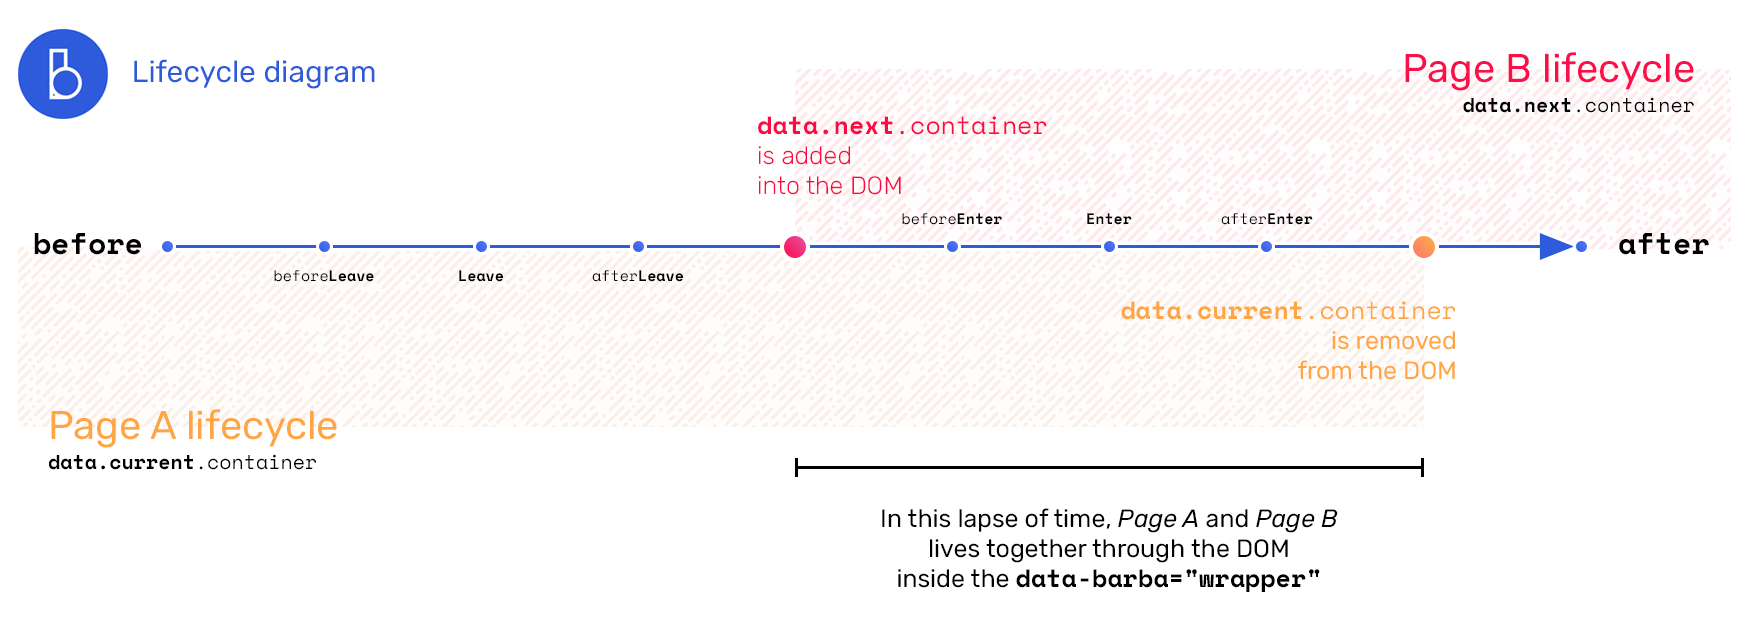 b
Lifecycle diagram
Page B lifecycle
data.next.container
data.next.container
is added
into the DOM
beforeEnter
Enter
afterEnter
before
after
beforeLeave
Leave
afterLeave
data.current.container
is removed
from the DOM
Page A lifecycle
data.current.container
In this lapse of time, Page A and Page B
lives together through the DOM
inside the data-barba="wrapper"